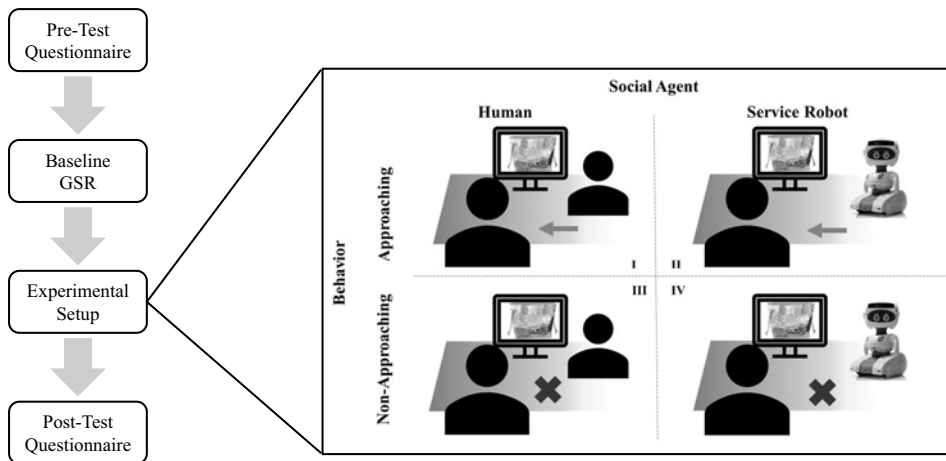 Pre-Test
Questionnaire
Baseline
GSR
Experimental
Setup
Post-Test
Questionnaire
Social Agent
Human
Service Robot
Behavior
Approaching
Non-Approaching
I
II
III
IV